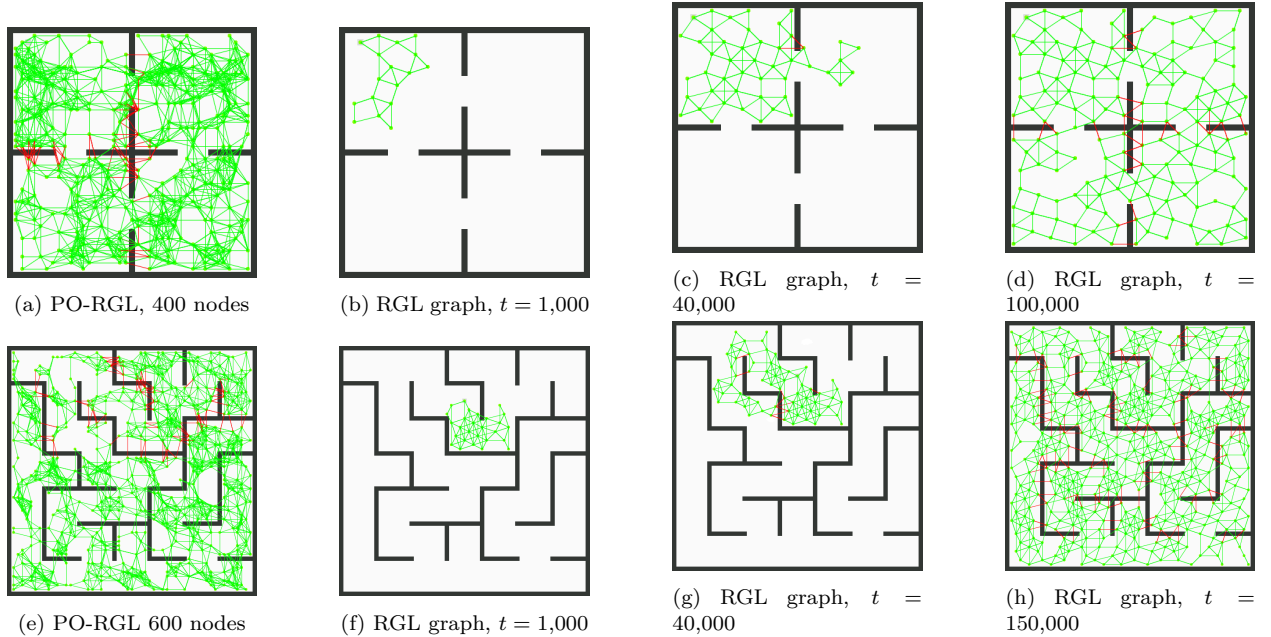 (a) PO-RGL, 400 nodes
(b) RGL graph, t = 1,000
(c) RGL graph, t =
40,000
(d) RGL graph, t =
100,000
(e) PO-RGL 600 nodes
(f) RGL graph, t = 1,000
(g) RGL graph, t =
40,000
(h) RGL graph, t =
150,000